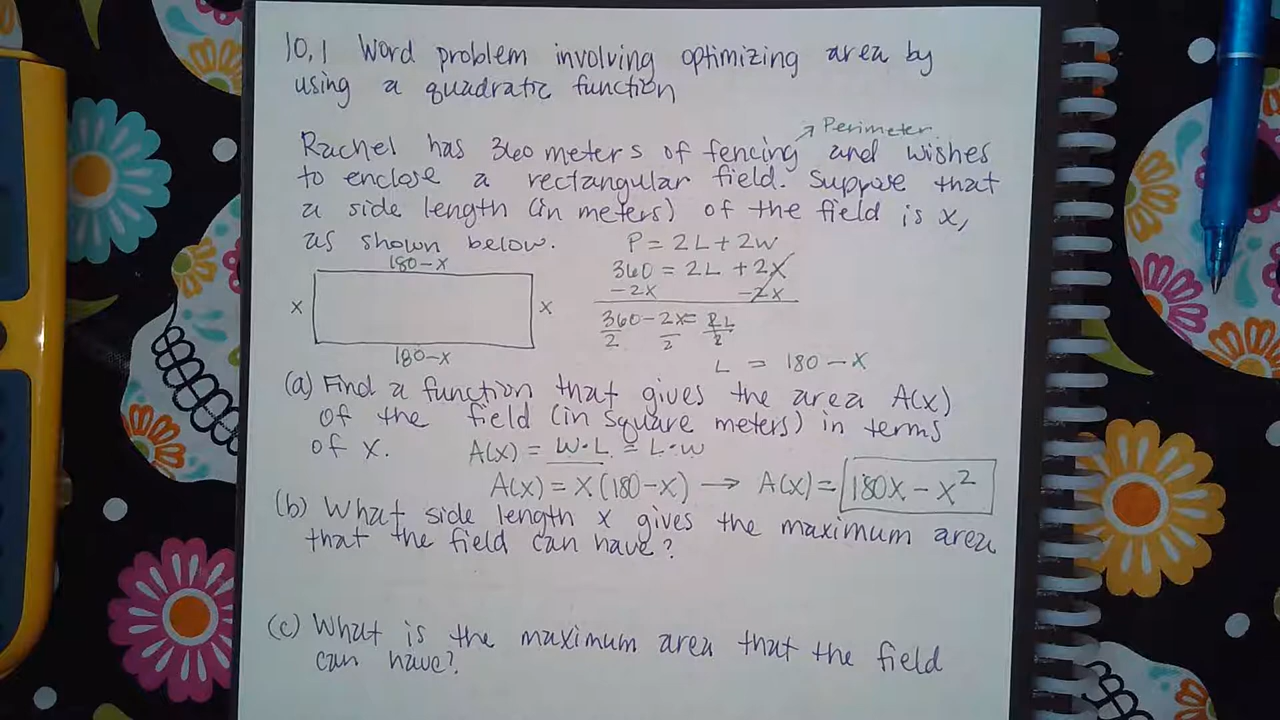 10.1 Word problem involving optimizing area by
using a quadratic function
Perimeter
Rachel has 360 meters of fencing and wishes
to enclose a rectangular field. Suppose that
a side length (in meters) of the field is x,
as shown below.
P = 2L + 2w
180-x
360 = 2L + 2x
-2x -2x
x
x
360 - 2x = 2L
2 2 2
180-x
L = 180 - x
(a) Find a function that gives the area A(x)
of the field (in square meters) in terms
of x.
A(x) = W·L = L·w
A(x) = x(180-x) → A(x) = 180x - x²
(b) What side length x gives the maximum area
that the field can have?
(c) What is the maximum area that the field
can have?